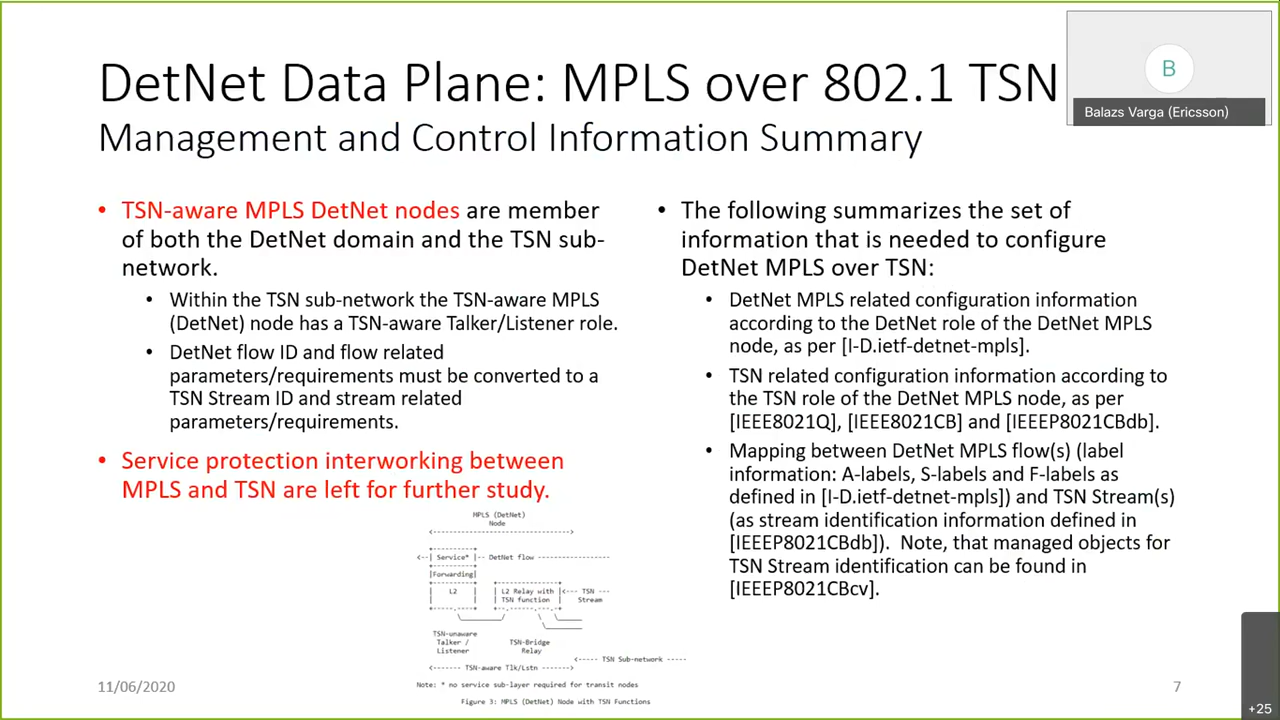 DetNet Data Plane: MPLS over 802.1 TSN
Management and Control Information Summary
B
Balazs Varga (Ericsson)
• TSN-aware MPLS DetNet nodes are member
of both the DetNet domain and the TSN sub-
network.
• Within the TSN sub-network the TSN-aware MPLS
(DetNet) node has a TSN-aware Talker/Listener role.
• DetNet flow ID and flow related
parameters/requirements must be converted to a
TSN Stream ID and stream related
parameters/requirements.
• Service protection interworking between
MPLS and TSN are left for further study.
• The following summarizes the set of
information that is needed to configure
DetNet MPLS over TSN:
• DetNet MPLS related configuration information
according to the DetNet role of the DetNet MPLS
node, as per [I-D.ietf-detnet-mpls].
• TSN related configuration information according to
the TSN role of the DetNet MPLS node, as per
[IEEE8021Q], [IEEE8021CB] and [IEEEP8021CBdb].
• Mapping between DetNet MPLS flow(s) (label
information: A-labels, S-labels and F-labels as
defined in [I-D.ietf-detnet-mpls]) and TSN Stream(s)
(as stream identification information defined in
[IEEEP8021CBdb]). Note, that managed objects for
TSN Stream identification can be found in
[IEEEP8021CBcv].
MPLS (DetNet)
Node
<---------------------------------->
+----------+
<--| Service* |-- DetNet flow ------------------
+----------+
|Forwarding|
+----------+ +--------------+
| L2 | | L2 Relay with |<--- TSN ---
| | | TSN function | Stream
+-----.----+ +--.------.---.-+
TSN-unaware
Talker / TSN-Bridge
Listener Relay
<----- TSN Sub-network -----
<------- TSN-aware Tlk/Lstn ------->
Note: * no service sub-layer required for transit nodes
Figure 3: MPLS (DetNet) Node with TSN Functions
11/06/2020
7
+25